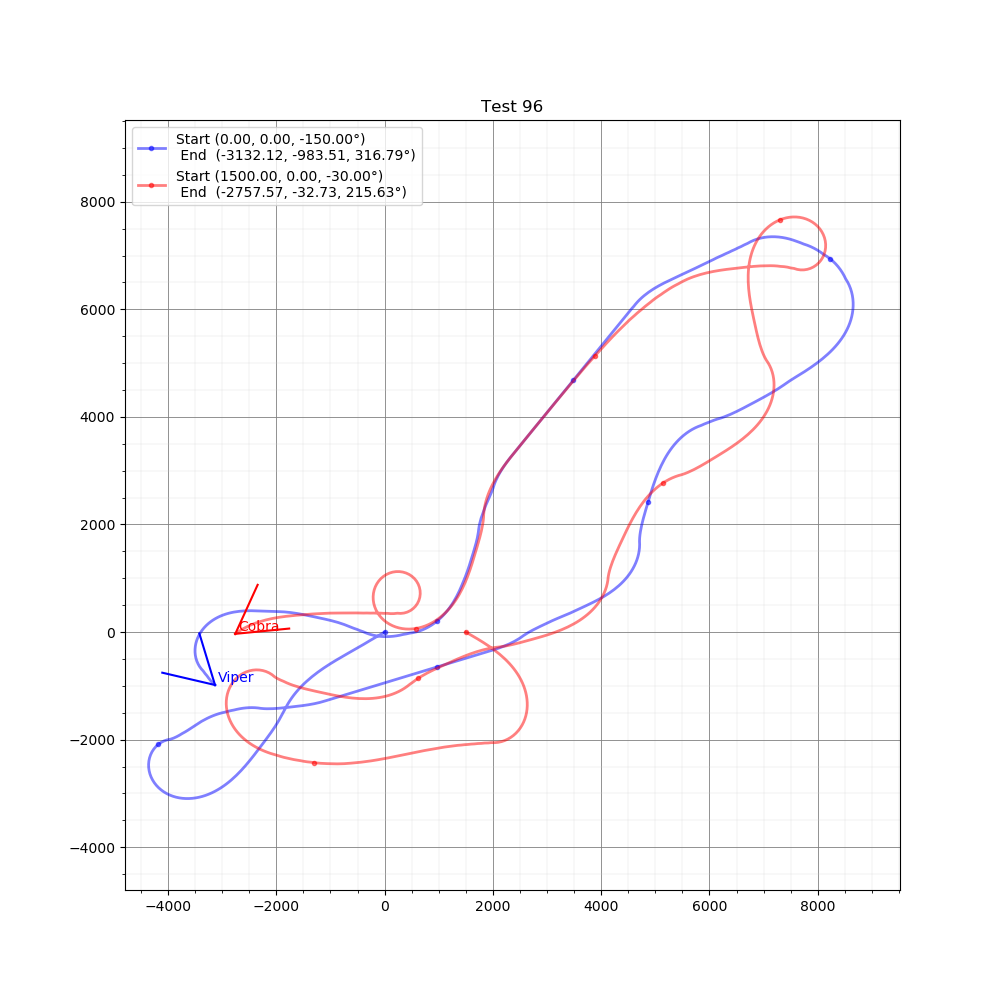 Test 96
Start (0.00, 0.00, -150.00°)
End (-3132.12, -983.51, 316.79°)
Start (1500.00, 0.00, -30.00°)
End (-2757.57, -32.73, 215.63°)
8000
6000
4000
2000
0
−2000
−4000
Cobra
Viper
−4000 −2000 0 2000 4000 6000 8000